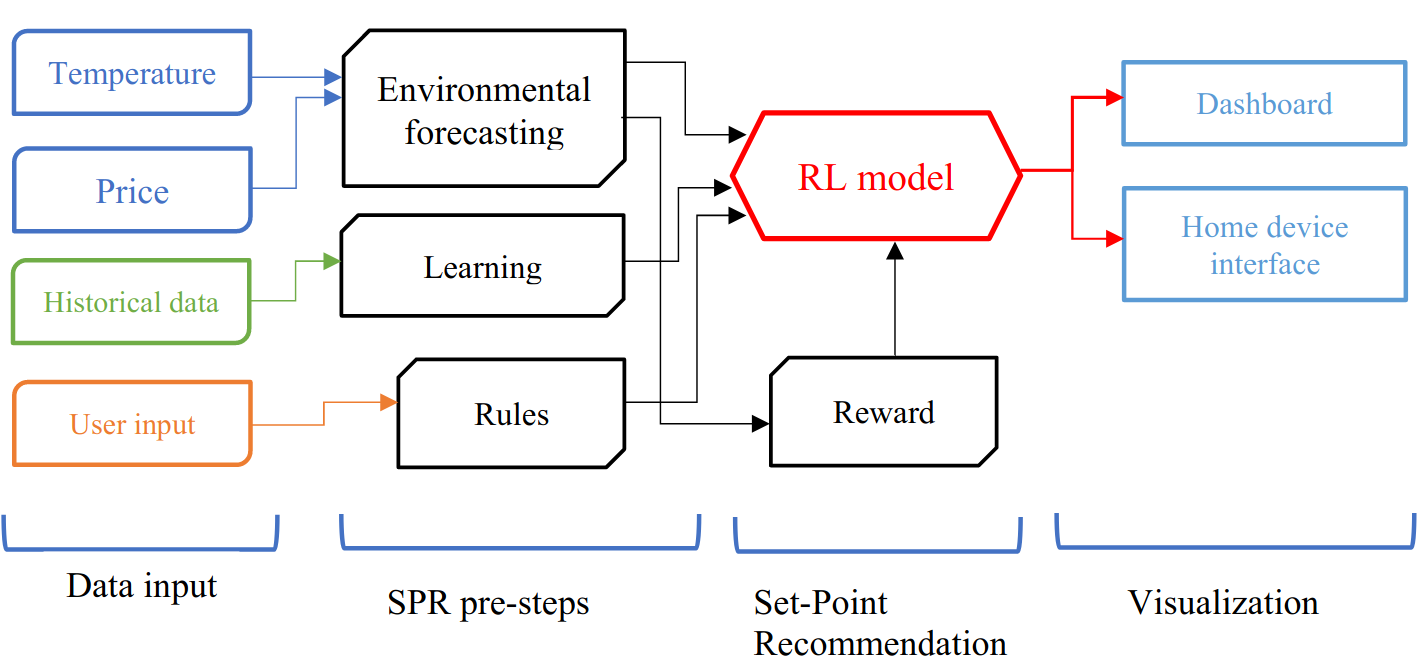 Temperature
Price
Historical data
User input
Environmental
forecasting
Learning
Rules
RL model
Reward
Dashboard
Home device
interface
Data input
SPR pre-steps
Set-Point
Recommendation
Visualization